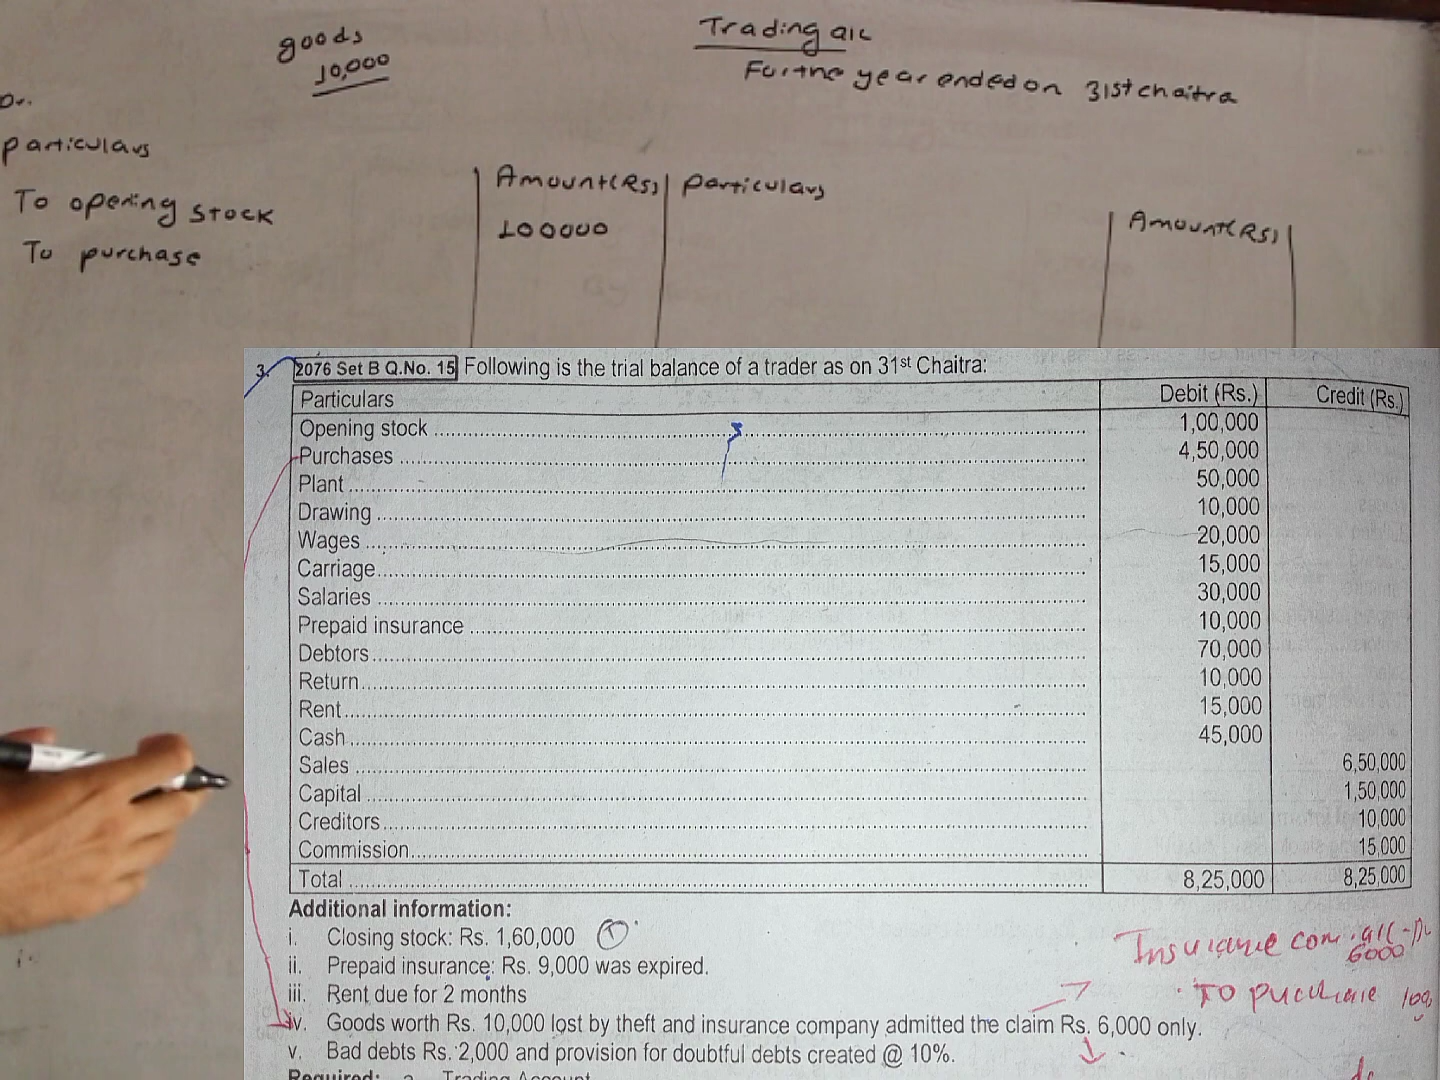 goods
10,000
Trading a/c
For the year ended on 31st chaitra
Dr.
particulars
Amount(Rs)
particulars
Amount(Rs)
To opening stock
100000
To purchase
3. 2076 Set B Q.No. 15 Following is the trial balance of a trader as on 31st Chaitra:
Particulars Debit (Rs.) Credit (Rs.)
Opening stock 1,00,000
Purchases 4,50,000
Plant 50,000
Drawing 10,000
Wages 20,000
Carriage 15,000
Salaries 30,000
Prepaid insurance 10,000
Debtors 70,000
Return 10,000
Rent 15,000
Cash 45,000
Sales 6,50,000
Capital 1,50,000
Creditors 10,000
Commission 15,000
Total 8,25,000 8,25,000
Additional information:
i. Closing stock: Rs. 1,60,000
ii. Prepaid insurance: Rs. 9,000 was expired.
iii. Rent due for 2 months
iv. Goods worth Rs. 10,000 lost by theft and insurance company admitted the claim Rs. 6,000 only.
v. Bad debts Rs. 2,000 and provision for doubtful debts created @ 10%.
Required: a. Trading Account
Insurance com. a/c - Dr
6000
To purchase